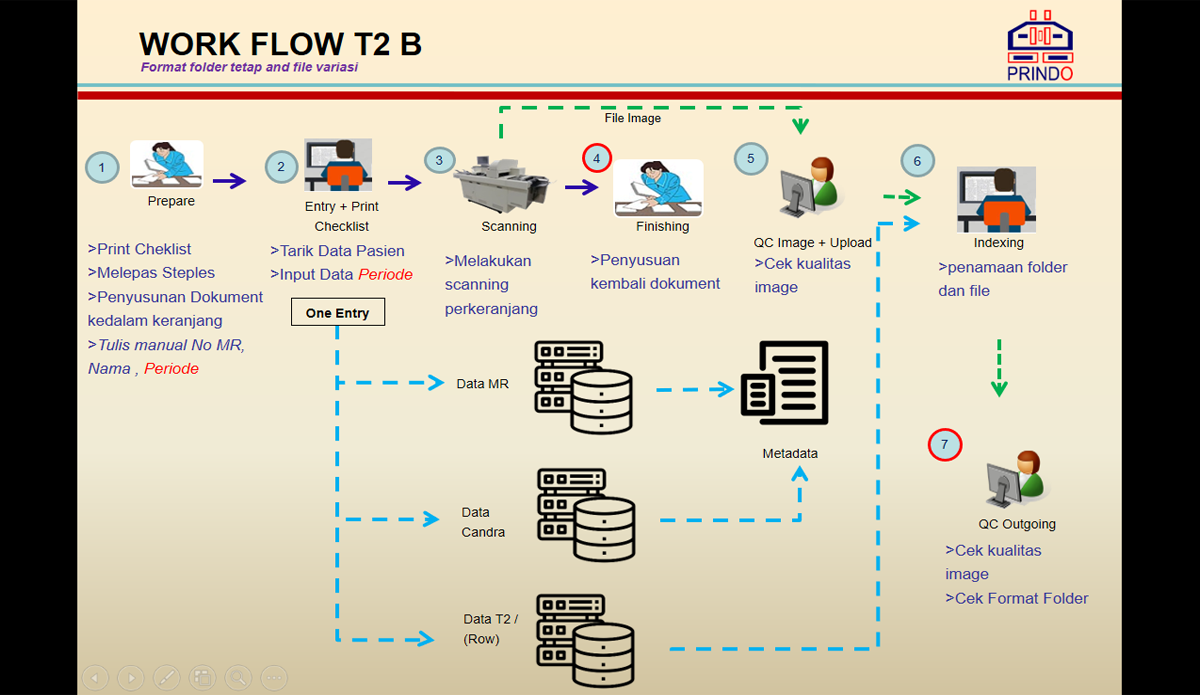 WORK FLOW T2 B
Format folder tetap and file variasi
PRINDO
File Image
1
Prepare
>Print Cheklist
>Melepas Steples
>Penyusunan Dokument
kedalam keranjang
>Tulis manual No MR,
Nama , Periode
2
Entry + Print
Checklist
>Tarik Data Pasien
>Input Data Periode
One Entry
3
Scanning
>Melakukan
scanning
perkeranjang
4
Finishing
>Penyusuan
kembali dokument
5
QC Image + Upload
>Cek kualitas
image
6
Indexing
>penamaan folder
dan file
Data MR
Metadata
Data
Candra
Data T2 /
(Row)
7
QC Outgoing
>Cek kualitas
image
>Cek Format Folder